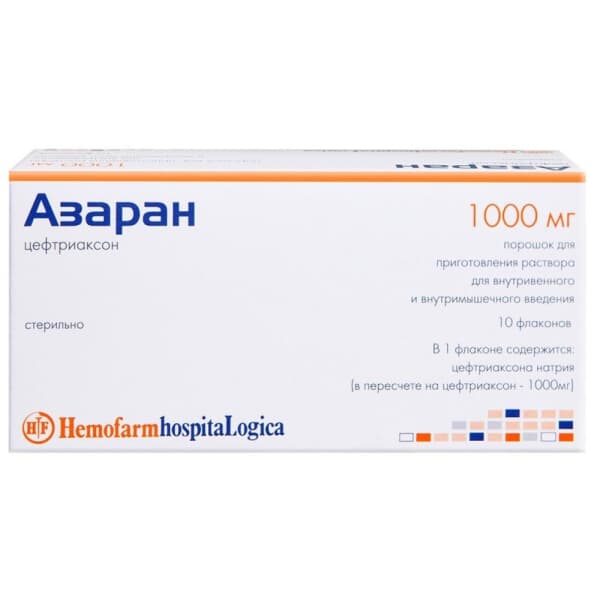 Азаран
1000 мг
цефтриаксон
порошок для
приготовления раствора
для внутривенного
и внутримышечного введения
стерильно
10 флаконов
В 1 флаконе содержится:
цефтриаксона натрия
(в пересчете на цефтриаксон - 1000мг)
HF HemofarmhospitaLogica